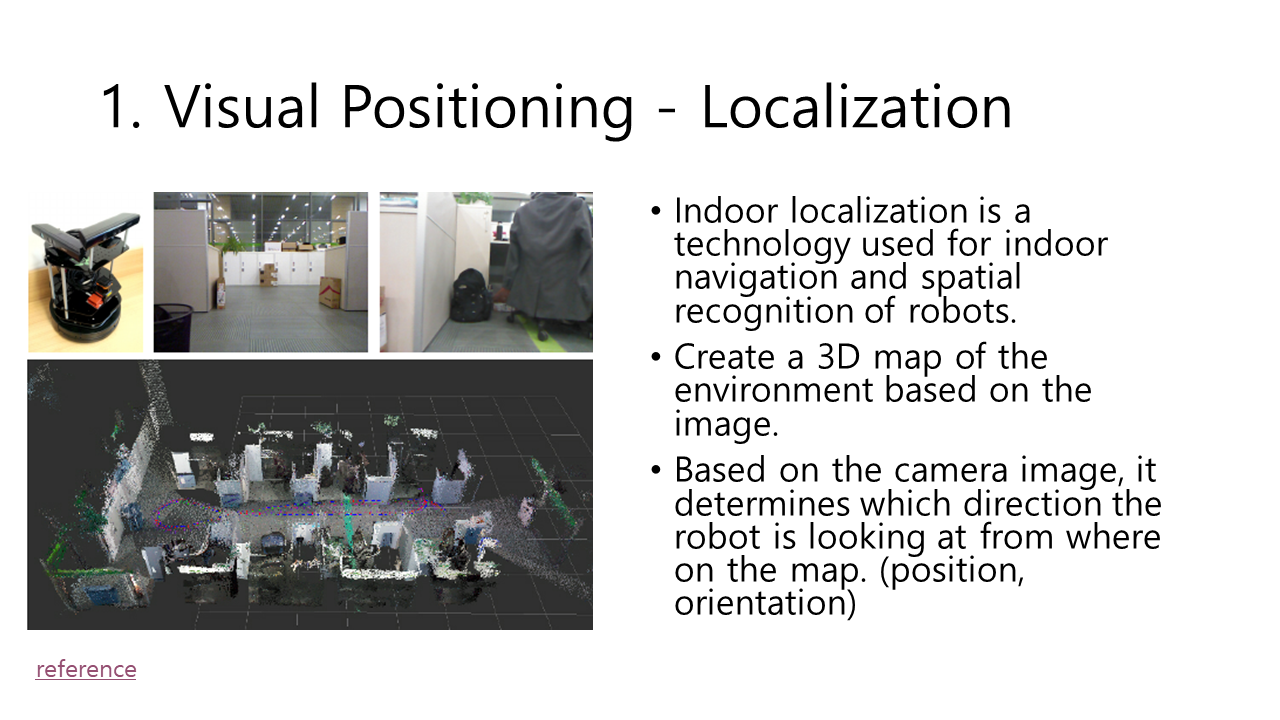 1. Visual Positioning - Localization
• Indoor localization is a
technology used for indoor
navigation and spatial
recognition of robots.
• Create a 3D map of the
environment based on the
image.
• Based on the camera image, it
determines which direction the
robot is looking at from where
on the map. (position,
orientation)
reference